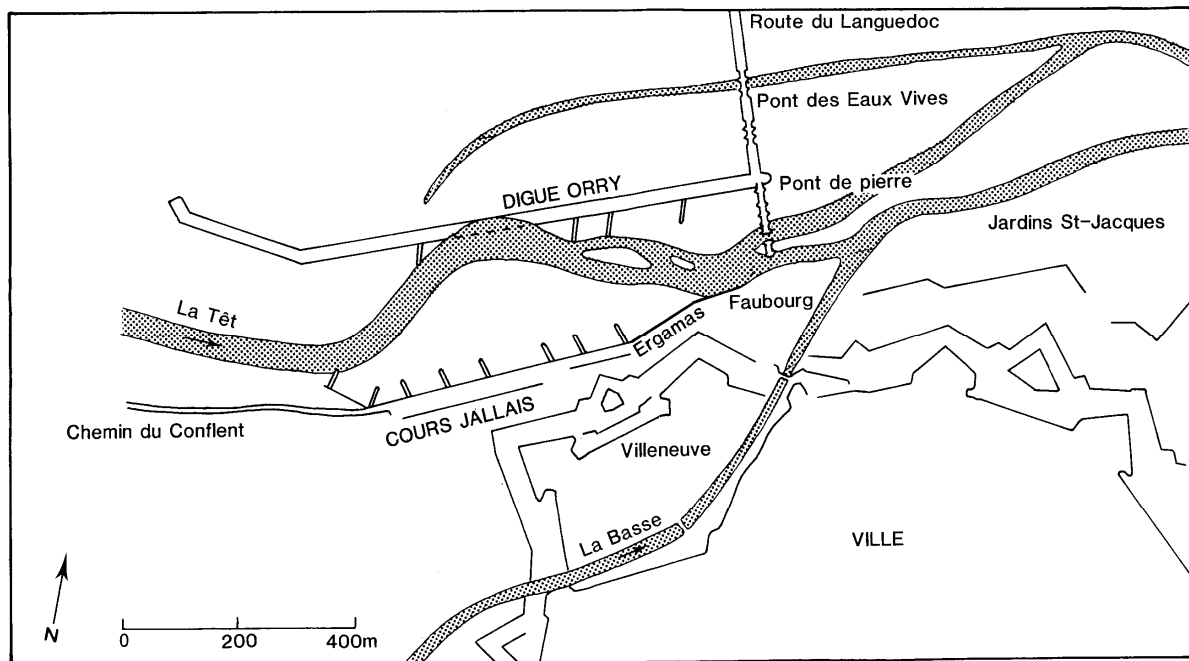 Route du Languedoc
Pont des Eaux Vives
DIGUE ORRY
Pont de pierre
Jardins St-Jacques
La Têt
Faubourg
Ergamas
Chemin du Conflent
COURS JALLAIS
Villeneuve
La Basse
VILLE
N
0 200 400m